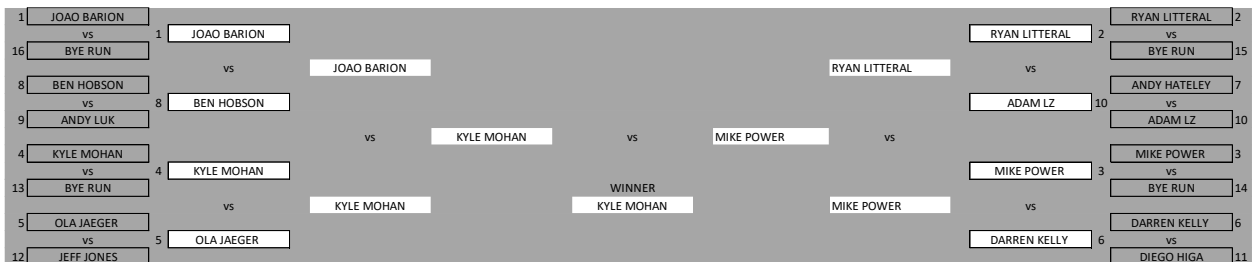 1 JOAO BARION RYAN LITTERAL 2
vs 1 JOAO BARION RYAN LITTERAL 2 vs
16 BYE RUN BYE RUN 15
vs JOAO BARION RYAN LITTERAL vs
8 BEN HOBSON ANDY HATELEY 7
vs 8 BEN HOBSON ADAM LZ 10 vs
9 ANDY LUK ADAM LZ 10
vs KYLE MOHAN vs MIKE POWER vs
4 KYLE MOHAN MIKE POWER 3
vs 4 KYLE MOHAN MIKE POWER 3 vs
13 BYE RUN WINNER BYE RUN 14
vs KYLE MOHAN KYLE MOHAN MIKE POWER vs
5 OLA JAEGER DARREN KELLY 6
vs 5 OLA JAEGER DARREN KELLY 6 vs
12 JEFF JONES DIEGO HIGA 11